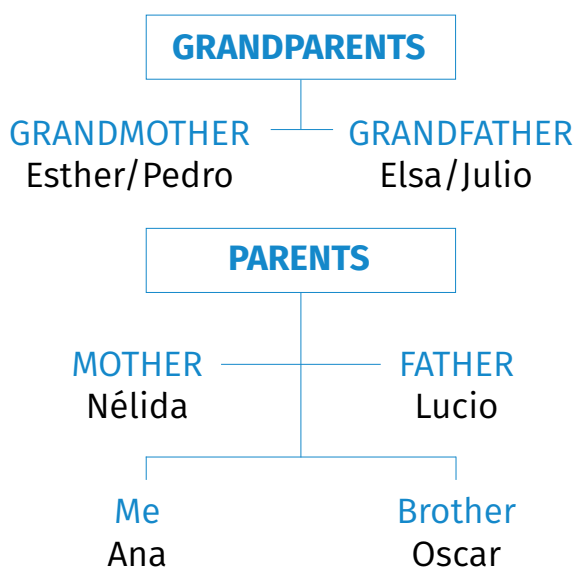 GRANDPARENTS
GRANDMOTHER GRANDFATHER
Esther/Pedro Elsa/Julio
PARENTS
MOTHER FATHER
Nélida Lucio
Me Brother
Ana Oscar